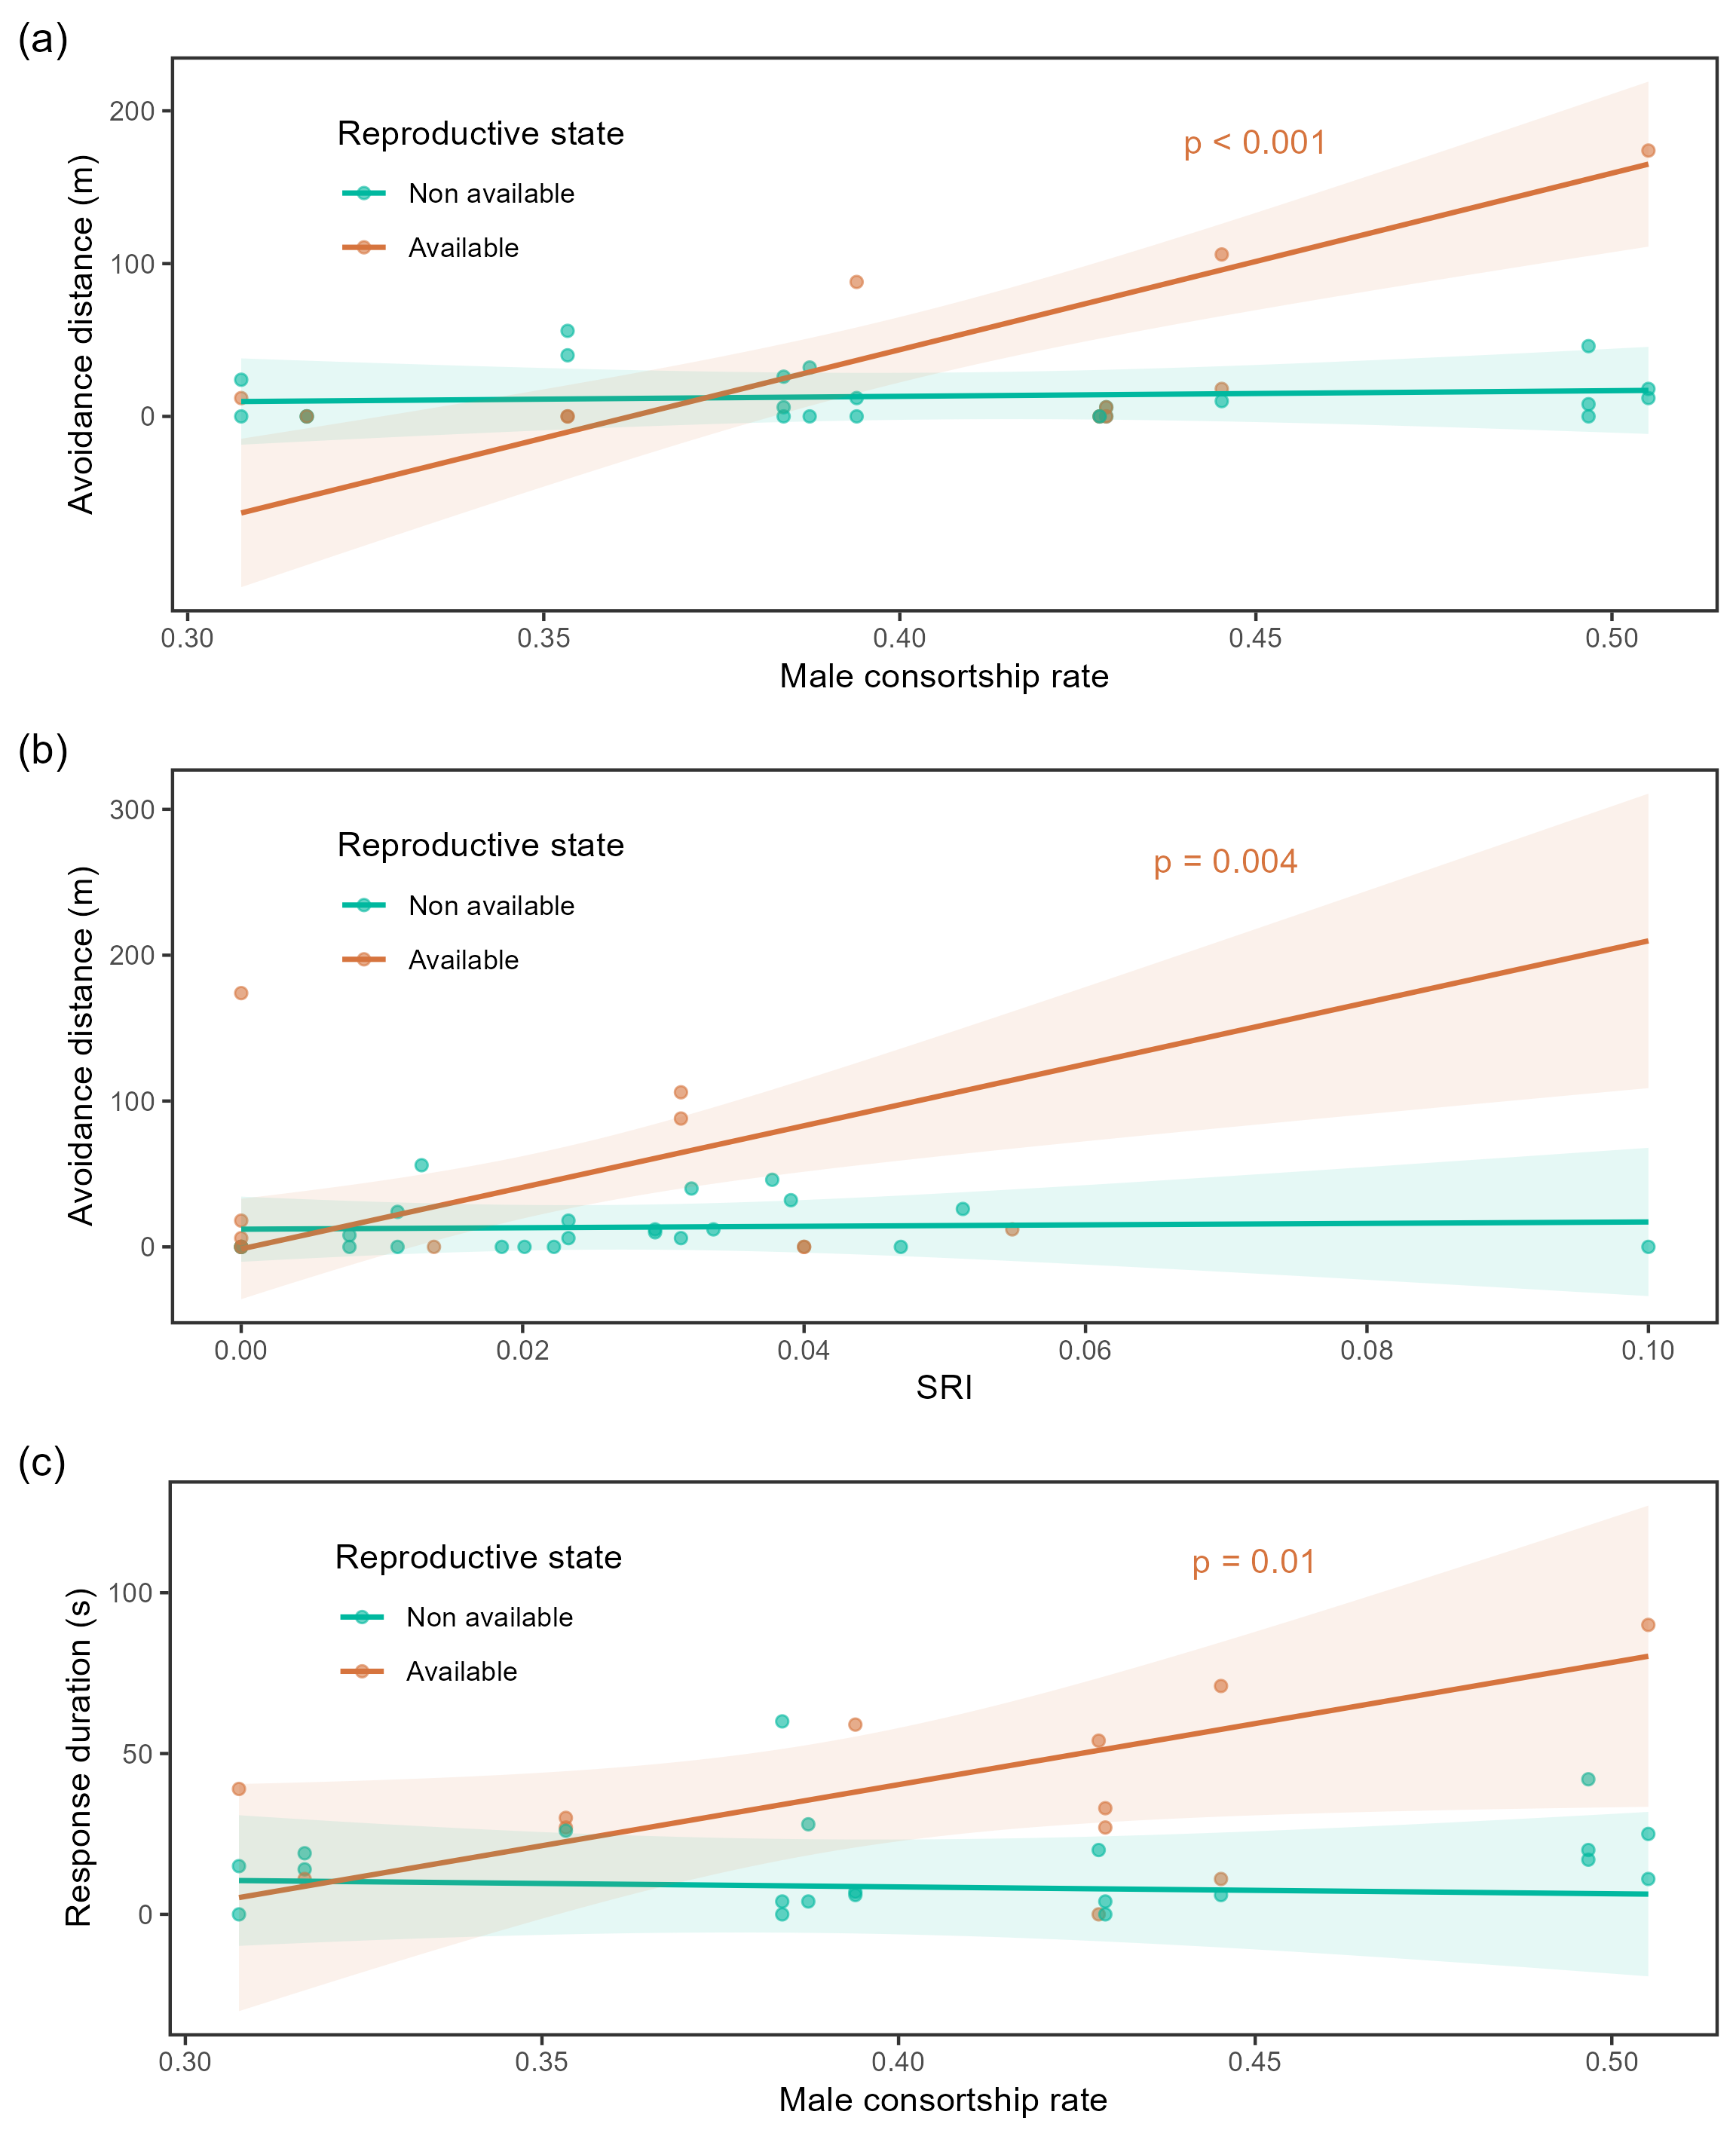 (a)
200
100
0
Avoidance distance (m)
Reproductive state
Non available
Available
p < 0.001
0.30 0.35 0.40 0.45 0.50
Male consortship rate
(b)
300
200
100
0
Avoidance distance (m)
Reproductive state
Non available
Available
p = 0.004
0.00 0.02 0.04 0.06 0.08 0.10
SRI
(c)
100
50
0
Response duration (s)
Reproductive state
Non available
Available
p = 0.01
0.30 0.35 0.40 0.45 0.50
Male consortship rate